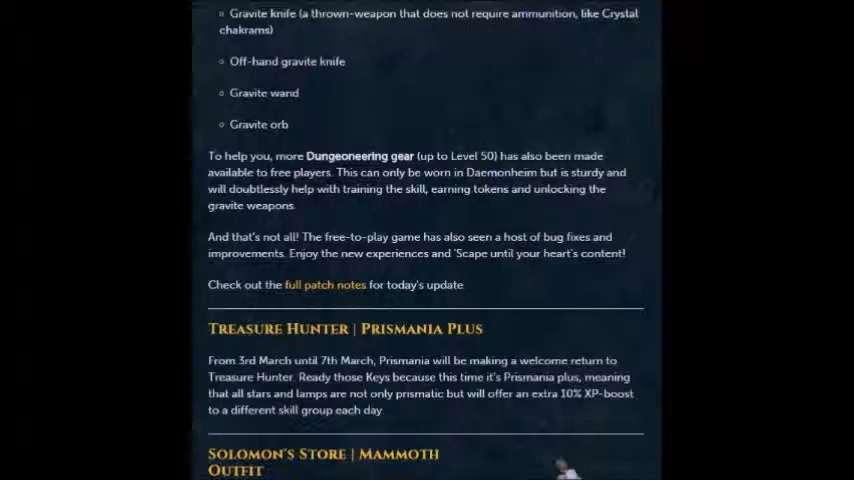 Gravite knife (a thrown-weapon that does not require ammunition, like Crystal
chakrams)
Off-hand gravite knife
Gravite wand
Gravite orb
To help you, more Dungeoneering gear (up to Level 50) has also been made
available to free players. This can only be worn in Daemonheim but is sturdy and
will doubtlessly help with training the skill, earning tokens and unlocking the
gravite weapons.
And that's not all! The free-to-play game has also seen a host of bug fixes and
improvements. Enjoy the new experiences and 'Scape until your heart's content!
Check out the full patch notes for today's update
Treasure Hunter | Prismania Plus
From 3rd March until 7th March, Prismania will be making a welcome return to
Treasure Hunter. Ready those Keys because this time it's Prismania plus, meaning
that all stars and lamps are not only prismatic but will offer an extra 10% XP-boost
to a different skill group each day.
Solomon's Store | Mammoth
Outfit